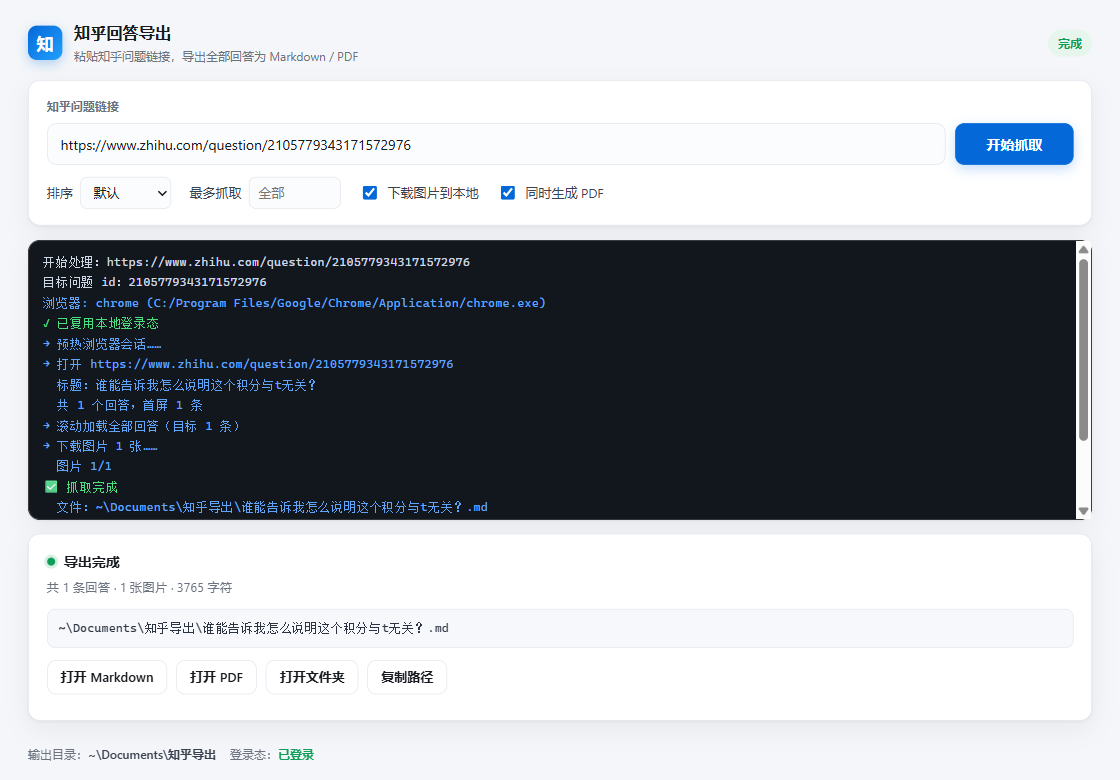 知
知乎回答导出
粘贴知乎问题链接，导出全部回答为 Markdown / PDF
完成
知乎问题链接
https://www.zhihu.com/question/2105779343171572976
开始抓取
排序 默认 最多抓取 全部 下载图片到本地 同时生成 PDF
开始处理: https://www.zhihu.com/question/2105779343171572976
目标问题 id: 2105779343171572976
浏览器: chrome (C:/Program Files/Google/Chrome/Application/chrome.exe)
✓ 已复用本地登录态
→ 预热浏览器会话……
→ 打开 https://www.zhihu.com/question/2105779343171572976
标题: 谁能告诉我怎么说明这个积分与t无关？
共 1 个回答，首屏 1 条
→ 滚动加载全部回答（目标 1 条）
→ 下载图片 1 张……
图片 1/1
✅ 抓取完成
文件: ~\Documents\知乎导出\谁能告诉我怎么说明这个积分与t无关？.md
导出完成
共 1 条回答 · 1 张图片 · 3765 字符
~\Documents\知乎导出\谁能告诉我怎么说明这个积分与t无关？.md
打开 Markdown 打开 PDF 打开文件夹 复制路径
输出目录: ~\Documents\知乎导出 登录态: 已登录